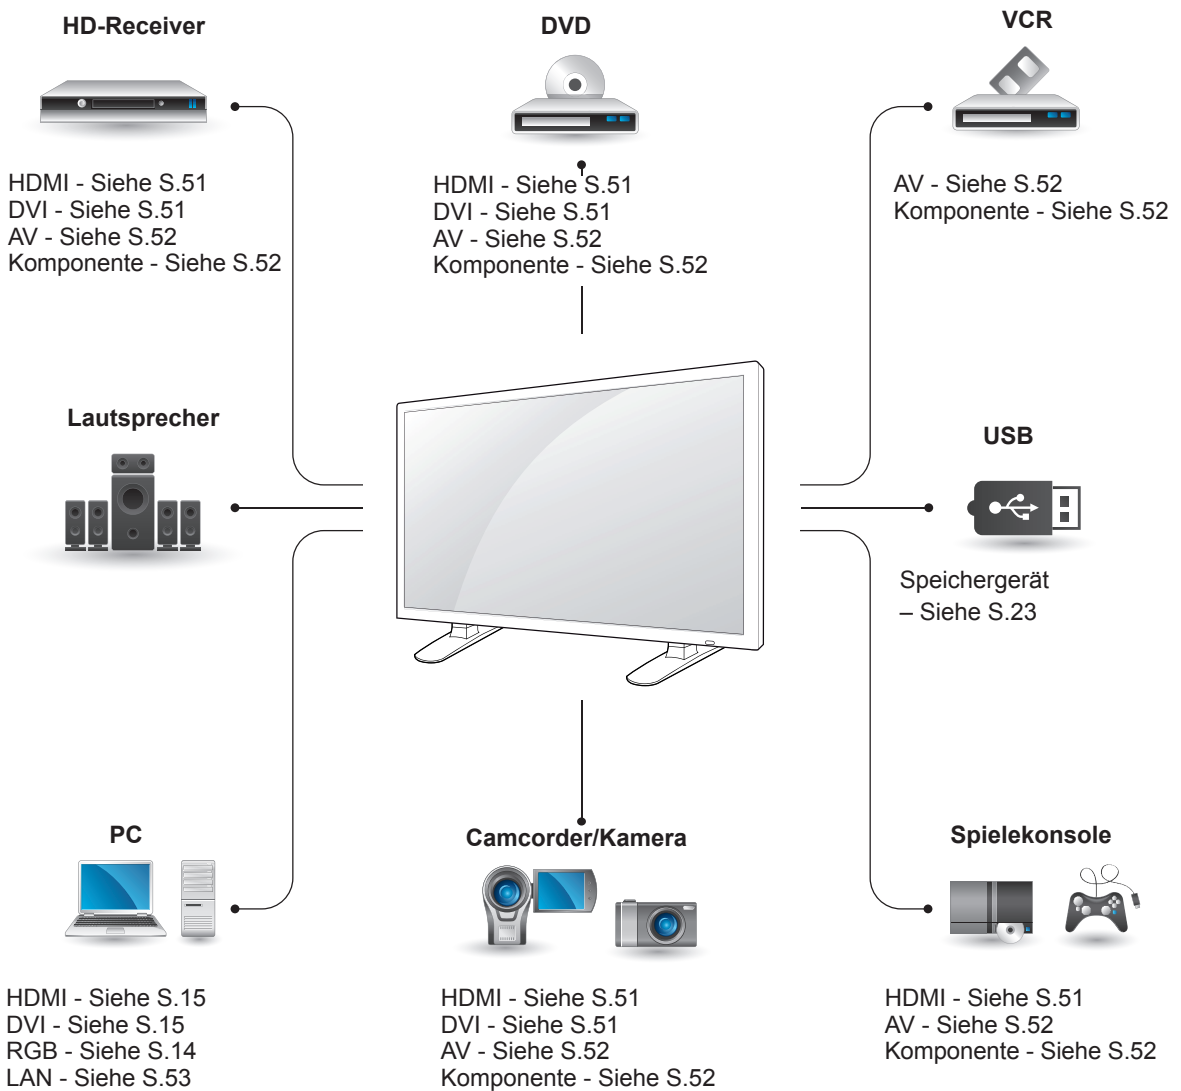 HD-Receiver
HDMI - Siehe S.51
DVI - Siehe S.51
AV - Siehe S.52
Komponente - Siehe S.52
DVD
HDMI - Siehe S.51
DVI - Siehe S.51
AV - Siehe S.52
Komponente - Siehe S.52
VCR
AV - Siehe S.52
Komponente - Siehe S.52
Lautsprecher
USB
Speichergerät
– Siehe S.23
PC
HDMI - Siehe S.15
DVI - Siehe S.15
RGB - Siehe S.14
LAN - Siehe S.53
Camcorder/Kamera
HDMI - Siehe S.51
DVI - Siehe S.51
AV - Siehe S.52
Komponente - Siehe S.52
Spielekonsole
HDMI - Siehe S.51
AV - Siehe S.52
Komponente - Siehe S.52